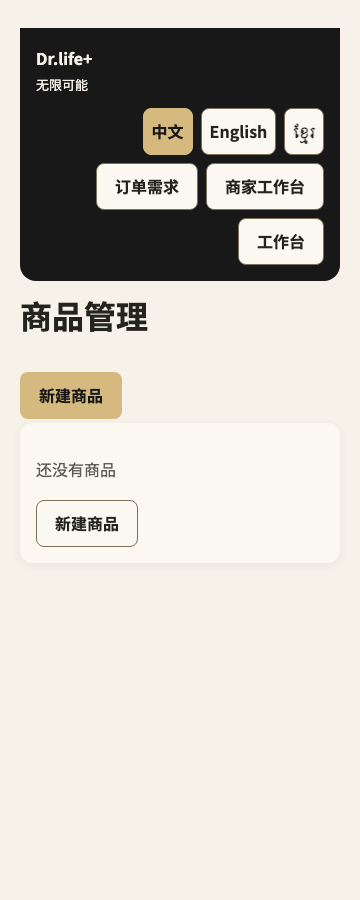 Dr.life+
无限可能
中文 English ខ្មែរ
订单需求 商家工作台
工作台
商品管理
新建商品
还没有商品
新建商品